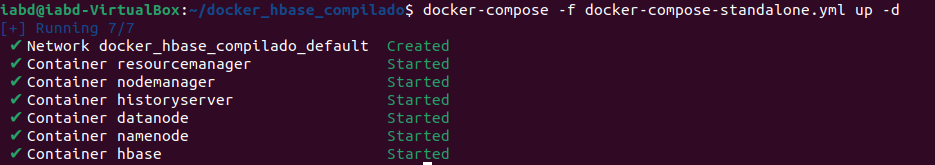 iabd@iabd-VirtualBox:~/docker_hbase_compilado$ docker-compose -f docker-compose-standalone.yml up -d
[+] Running 7/7
✔ Network docker_hbase_compilado_default Created
✔ Container resourcemanager Started
✔ Container nodemanager Started
✔ Container historyserver Started
✔ Container datanode Started
✔ Container namenode Started
✔ Container hbase Started